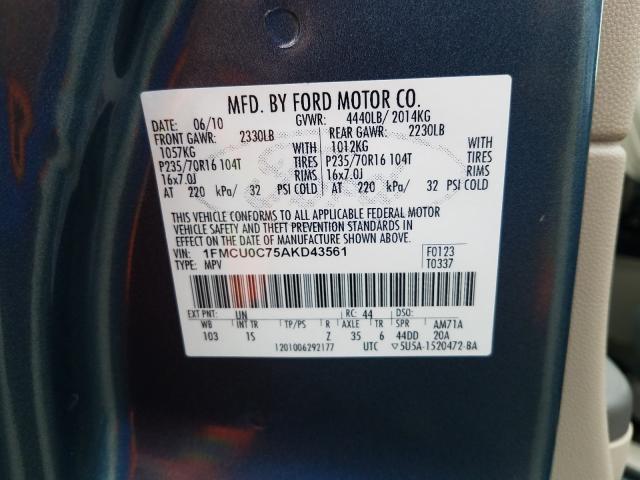 MFD. BY FORD MOTOR CO.
DATE: 06/10 GVWR: 4440LB/ 2014KG
FRONT GAWR: 2330LB REAR GAWR: 2230LB
1057KG WITH 1012KG WITH
P235/70R16 104T TIRES P235/70R16 104T TIRES
16x7.0J RIMS 16x7.0J RIMS
AT 220 kPa/ 32 PSI COLD AT 220 kPa/ 32 PSI COLD
THIS VEHICLE CONFORMS TO ALL APPLICABLE FEDERAL MOTOR
VEHICLE SAFETY AND THEFT PREVENTION STANDARDS IN
EFFECT ON THE DATE OF MANUFACTURE SHOWN ABOVE.
VIN: 1FMCU0C75AKD43561 F0123
TYPE: MPV T0337
EXT PNT: UN RC: 44 DSO:
WB INT TR TP/PS R AXLE TR SPR AM71A
103 1S Z 35 6 44DD 20A
1201006292177 UTC ▽5U5A-1520472-BA